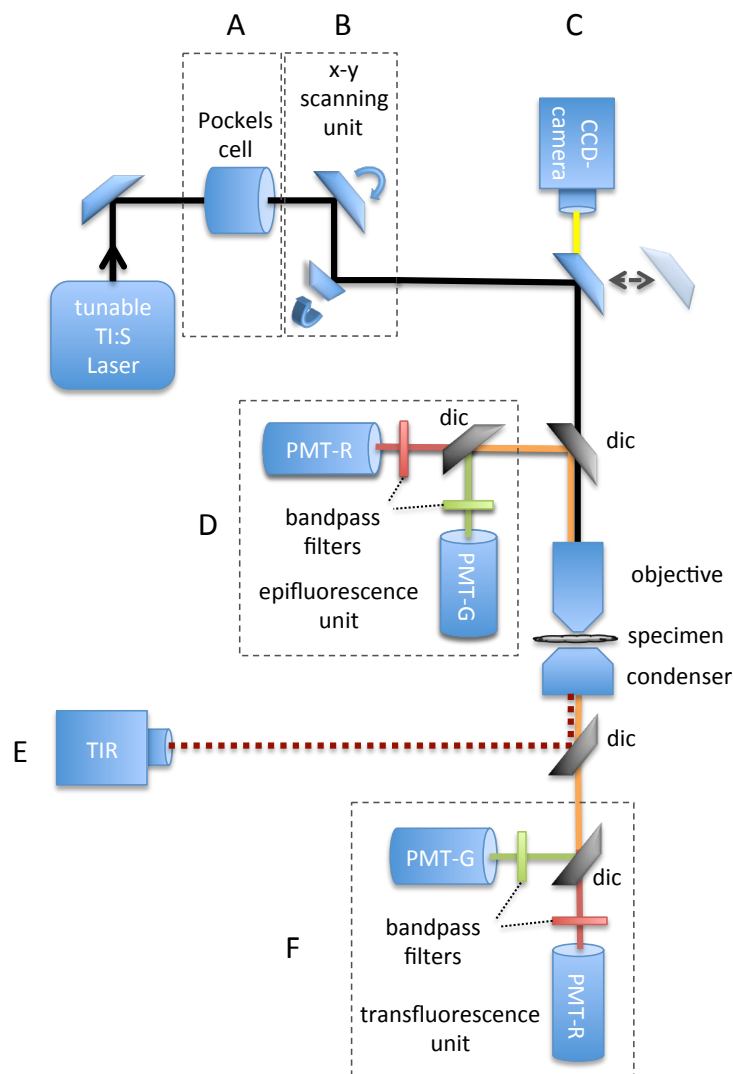 A
B
C
x-y
scanning
unit
Pockels
cell
CCD-
camera
tunable
TI:S
Laser
dic
dic
PMT-R
D
bandpass
filters
PMT-G
epifluorescence
unit
objective
specimen
condenser
E
TIR
dic
PMT-G
dic
bandpass
filters
F
PMT-R
transfluorescence
unit